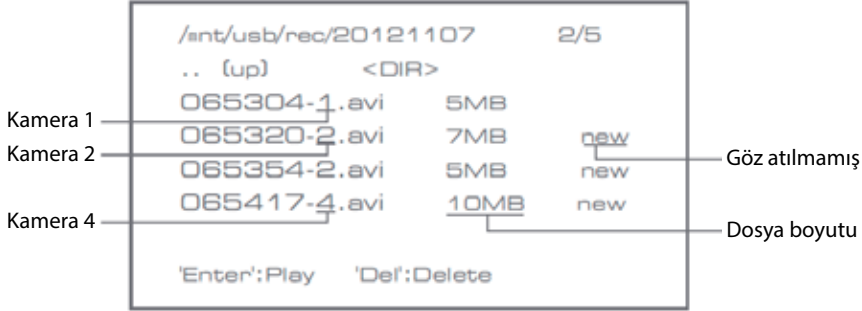 /mnt/usb/rec/20121107 2/5
.. (up) <DIR>
065304-1.avi 5MB
Kamera 1
065320-2.avi 7MB new
Kamera 2
Göz atılmamış
065354-2.avi 5MB new
065417-4.avi 10MB new
Kamera 4
Dosya boyutu
'Enter':Play 'Del':Delete